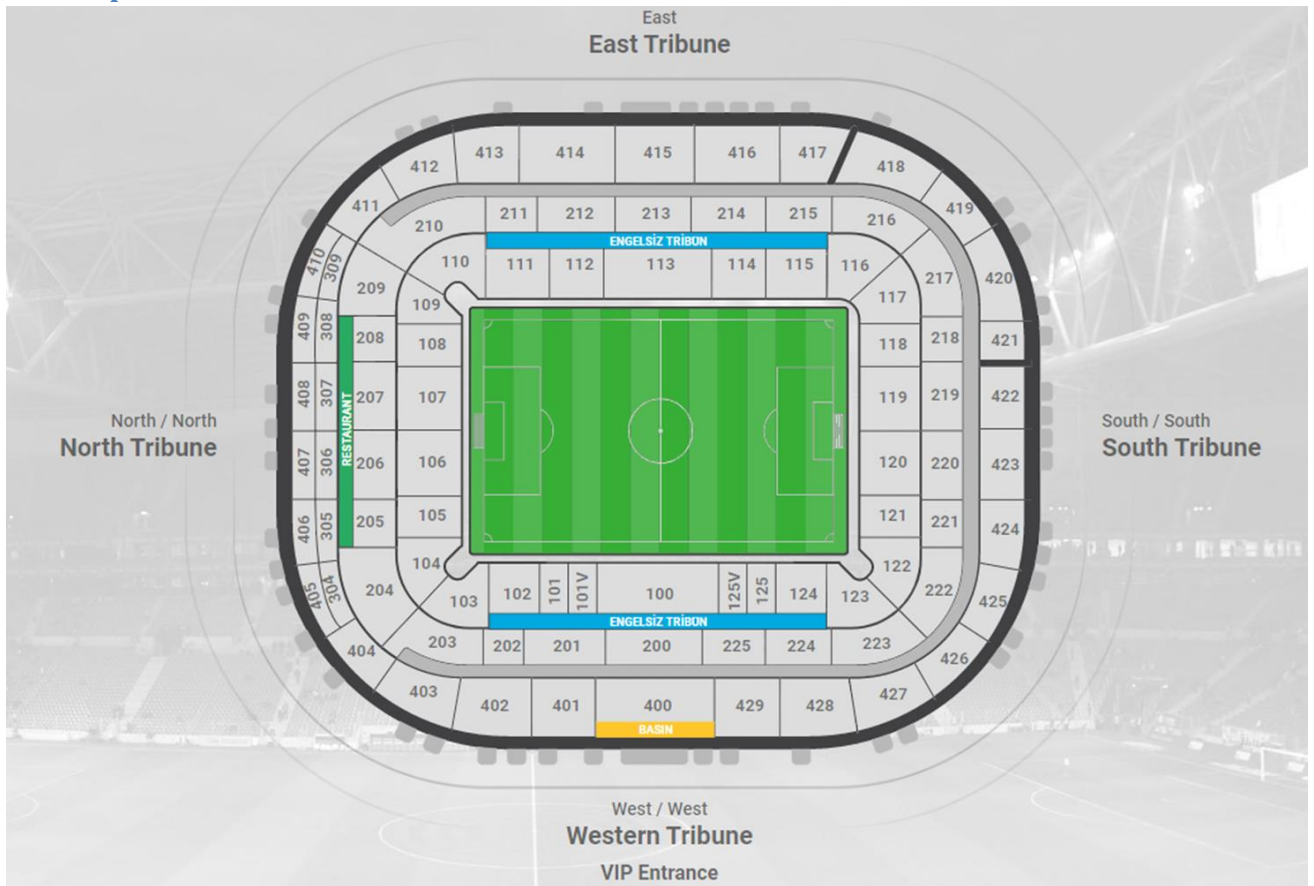 East
East Tribune
413 414 415 416 417
412 418
411 419
210 211 212 213 214 215 216
ENGELSİZ TRİBÜN
410 309 110 111 112 113 114 115 116 217 420
209 109 117
409 308 208 108 118 218 421
408 307 207 107 119 219 422
RESTAURANT
North / North
North Tribune
South / South
South Tribune
407 306 206 106 120 220 423
406 305 205 105 121 221 424
405 304 204 104 122 222 425
103 102 101 101V 100 125V 125 124 123
ENGELSİZ TRİBÜN
404 203 202 201 200 225 224 223 426
403 402 401 400 429 428 427
BASIN
West / West
Western Tribune
VIP Entrance